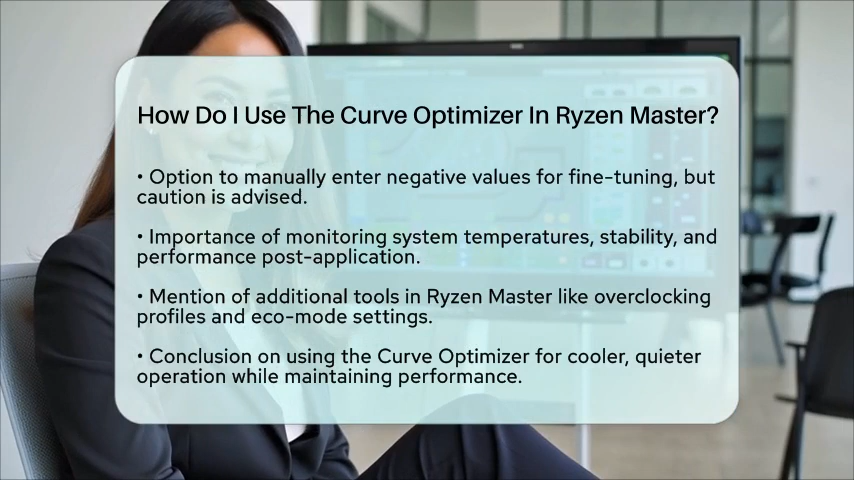 How Do I Use The Curve Optimizer In Ryzen Master?
• Option to manually enter negative values for fine-tuning, but
caution is advised.
• Importance of monitoring system temperatures, stability, and
performance post-application.
• Mention of additional tools in Ryzen Master like overclocking
profiles and eco-mode settings.
• Conclusion on using the Curve Optimizer for cooler, quieter
operation while maintaining performance.